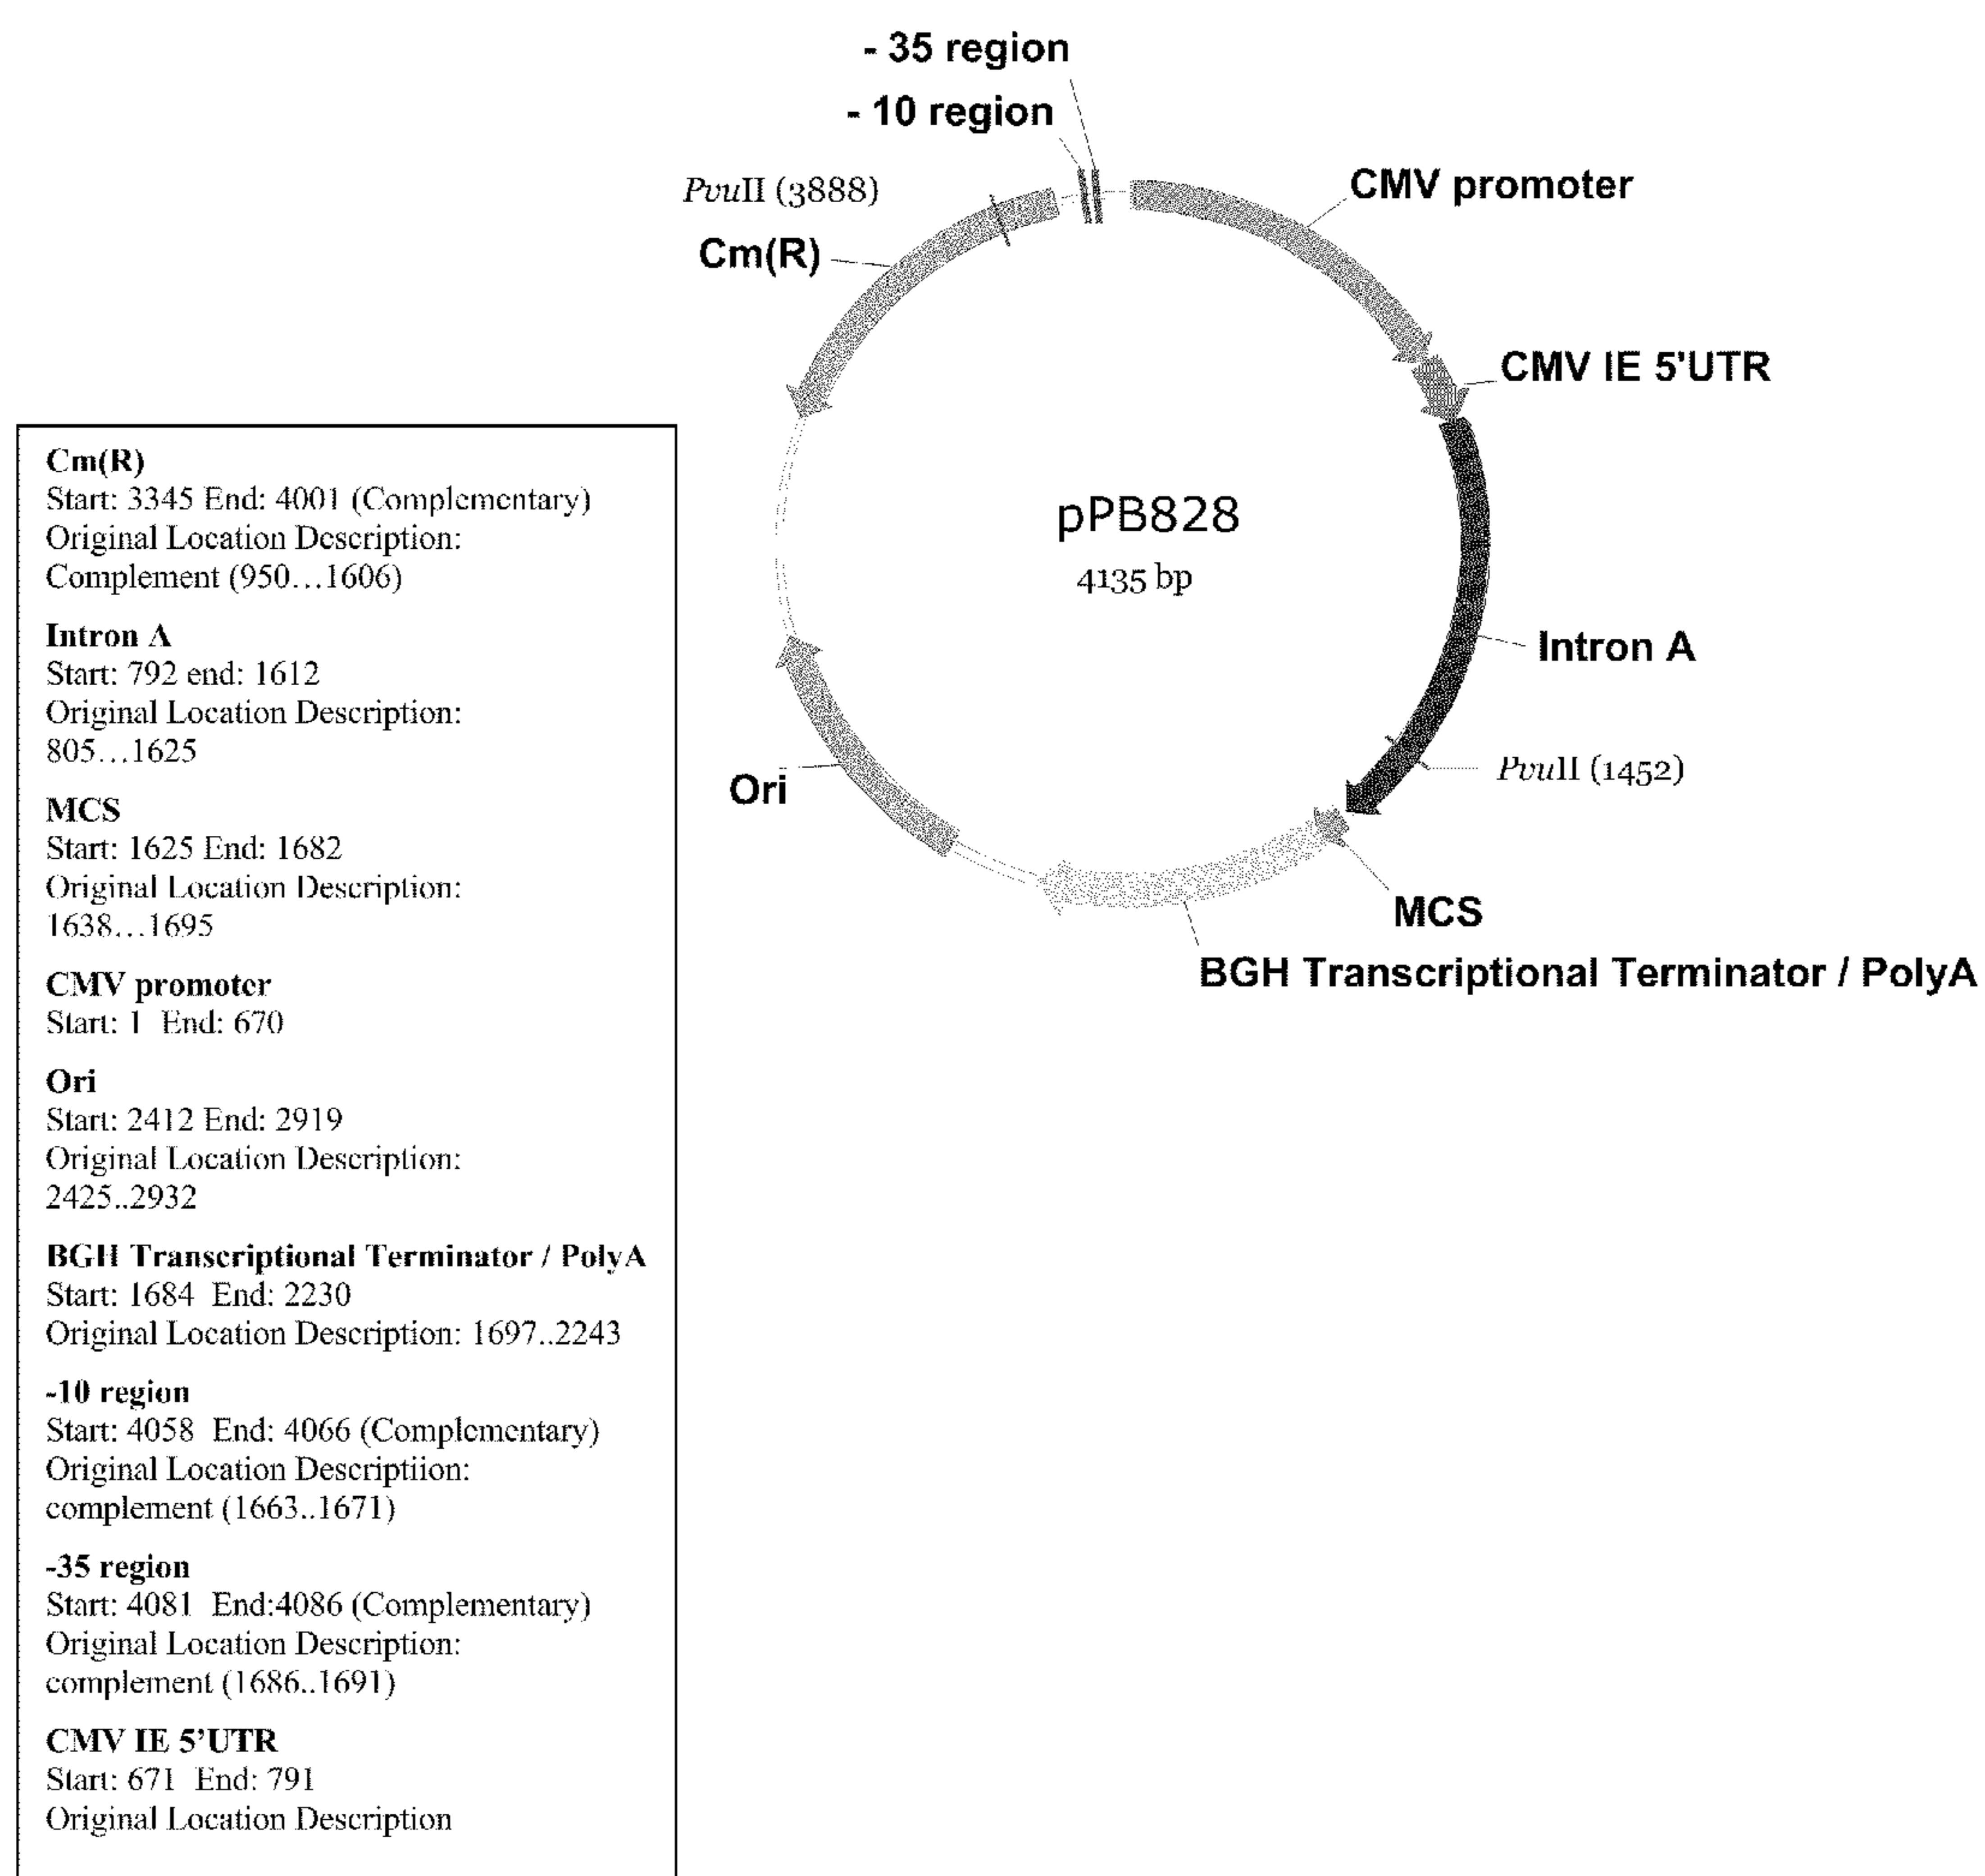 - 35 region
- 10 region
PvuII (3888)
Cm(R)
CMV promoter
CMV IE 5'UTR
pPB828
4135 bp
Intron A
PvuII (1452)
Ori
MCS
BGH Transcriptional Terminator / PolyA
Cm(R)
Start: 3345 End: 4001 (Complementary)
Original Location Description:
Complement (950...1606)
Intron A
Start: 792 end: 1612
Original Location Description:
805...1625
MCS
Start: 1625 End: 1682
Original Location Description:
1638...1695
CMV promoter
Start: 1 End: 670
Ori
Start: 2412 End: 2919
Original Location Description:
2425..2932
BGH Transcriptional Terminator / PolyA
Start: 1684 End: 2230
Original Location Description: 1697..2243
-10 region
Start: 4058 End: 4066 (Complementary)
Original Location Descriptiion:
complement (1663..1671)
-35 region
Start: 4081 End:4086 (Complementary)
Original Location Description:
complement (1686..1691)
CMV IE 5’UTR
Start: 671 End: 791
Original Location Description